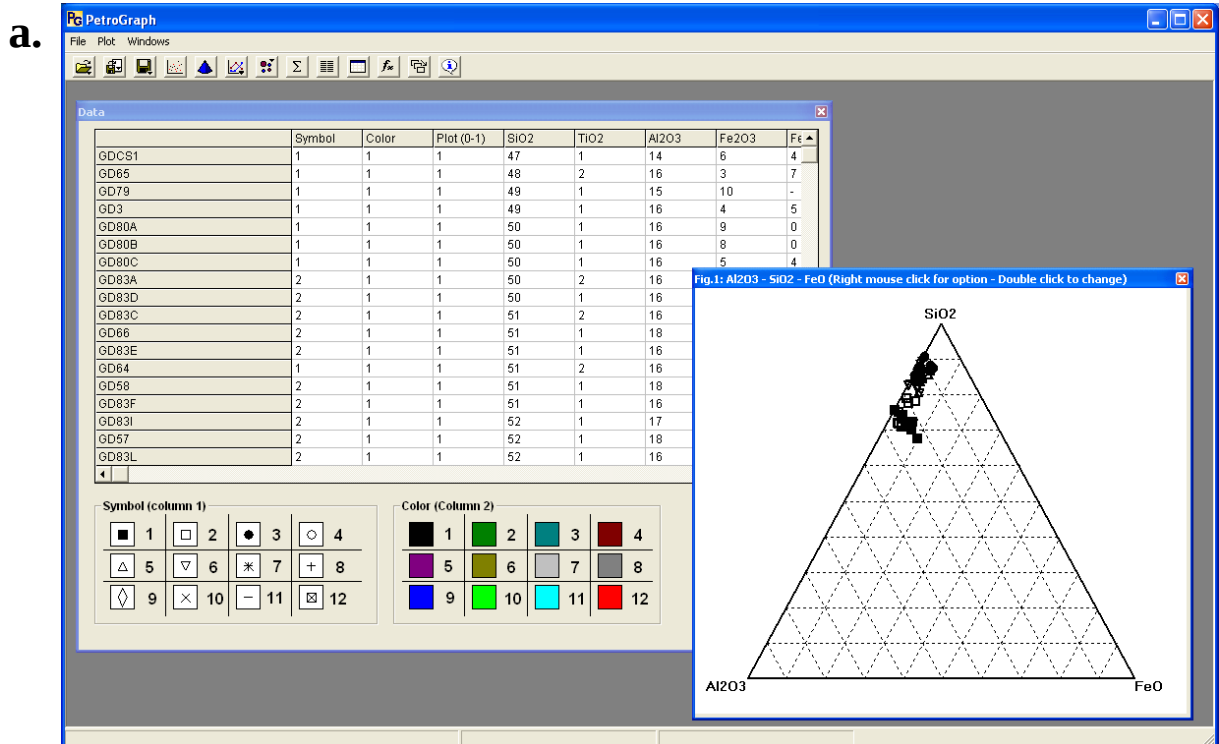 a.
PetroGraph
File Plot Windows
Data
Symbol Color Plot (0-1) SiO2 TiO2 Al2O3 Fe2O3
GDCS1 1 1 1 47 1 14 6 4
GD65 1 1 1 48 2 16 3 7
GD79 1 1 1 49 1 15 10 -
GD3 1 1 1 49 1 16 4 5
GD80A 1 1 1 50 1 16 9 0
GD80B 1 1 1 50 1 16 8 0
GD80C 1 1 1 50 1 16 5 4
GD83A 2 1 1 50 2 16
GD83D 2 1 1 50 1 16
GD83C 2 1 1 51 2 16
GD66 2 1 1 51 1 18
GD83E 2 1 1 51 1 16
GD64 1 1 1 51 2 16
GD58 2 1 1 51 1 18
GD83F 2 1 1 51 1 16
GD83I 2 1 1 52 1 17
GD57 2 1 1 52 1 18
GD83L 2 1 1 52 1 16
Symbol (column 1)
1 2 3 4
5 6 7 8
9 10 11 12
Color (Column 2)
1 2 3 4
5 6 7 8
9 10 11 12
Fig.1: Al2O3 - SiO2 - FeO (Right mouse click for option - Double click to change)
SiO2
Al2O3 FeO